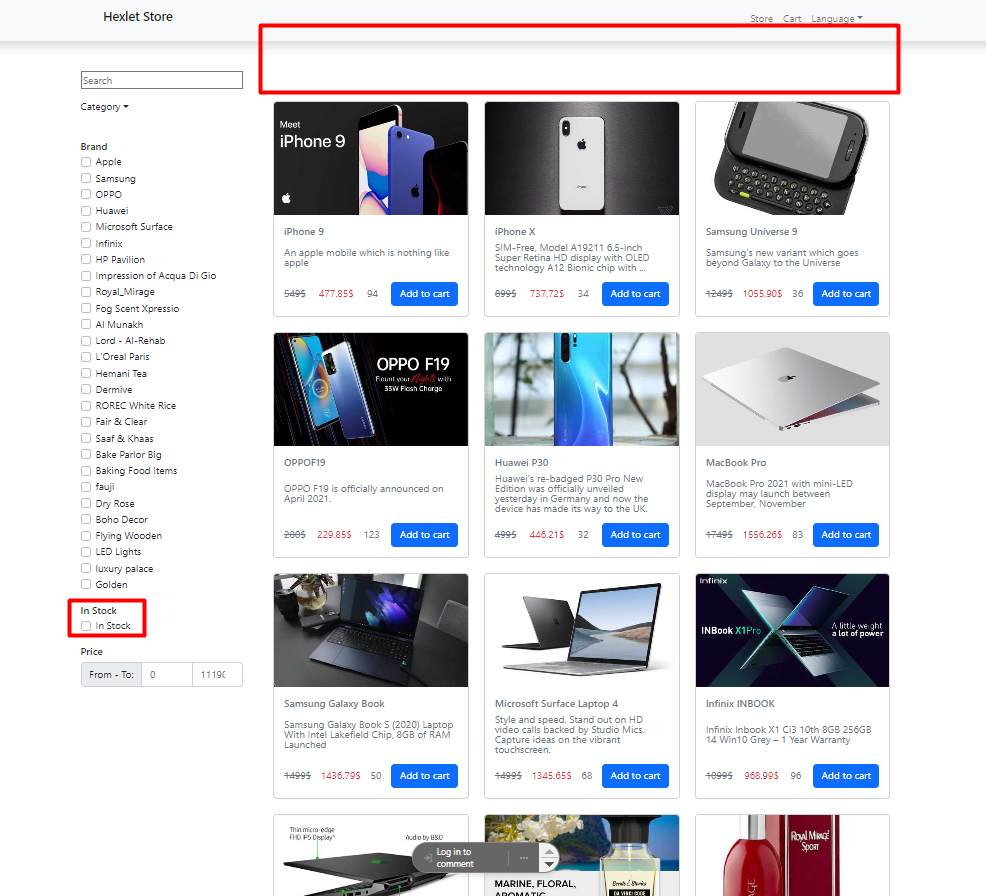 Hexlet Store
Store Cart Language
Search
Category
Brand
Apple
Samsung
OPPO
Huawei
Microsoft Surface
Infinix
HP Pavilion
Impression of Acqua Di Gio
Royal_Mirage
Fog Scent Xpressio
Al Munakh
Lord - Al-Rehab
L'Oreal Paris
Hemani Tea
Dermive
ROREC White Rice
Fair & Clear
Saaf & Khaas
Bake Parlor Big
Baking Food Items
fauji
Dry Rose
Boho Decor
Flying Wooden
LED Lights
luxury palace
Golden
In Stock
In Stock
Price
From - To: 0 1119
Meet
iPhone 9
iPhone 9
An apple mobile which is nothing like
apple
549$ 477.85$ 94 Add to cart
iPhone X
SIM-Free, Model A19211 6.5-inch
Super Retina HD display with OLED
technology A12 Bionic chip with ...
899$ 737.72$ 34 Add to cart
Samsung Universe 9
Samsung's new variant which goes
beyond Galaxy to the Universe
1249$ 1055.90$ 36 Add to cart
OPPO F19
Flaunt your Nights with
33W Flash Charge
OPPOF19
OPPO F19 is officially announced on
April 2021.
280$ 229.85$ 123 Add to cart
Huawei P30
Huawei's re-badged P30 Pro New
Edition was officially unveiled
yesterday in Germany and now the
device has made its way to the UK.
499$ 446.21$ 32 Add to cart
MacBook Pro
MacBook Pro 2021 with mini-LED
display may launch between
September, November
1749$ 1556.26$ 83 Add to cart
Samsung Galaxy Book
Samsung Galaxy Book S (2020) Laptop
With Intel Lakefield Chip, 8GB of RAM
Launched
1499$ 1436.79$ 50 Add to cart
Microsoft Surface Laptop 4
Style and speed. Stand out on HD
video calls backed by Studio Mics.
Capture ideas on the vibrant
touchscreen.
1499$ 1345.65$ 68 Add to cart
Infinix
INBook X1Pro
A little weight
a lot of power
Infinix INBOOK
Infinix Inbook X1 Ci3 10th 8GB 256GB
14 Win10 Grey – 1 Year Warranty
1099$ 968.99$ 96 Add to cart
Thin micro-edge
FHD IPS Display
Audio by B&O
MARINE, FLORAL,
AROMATIC
DA VINCI CODE
ROYAL MIRAGE
SPORT
Log in to
comment